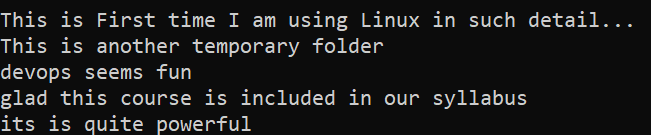 This is First time I am using Linux in such detail...
This is another temporary folder
devops seems fun
glad this course is included in our syllabus
its is quite powerful